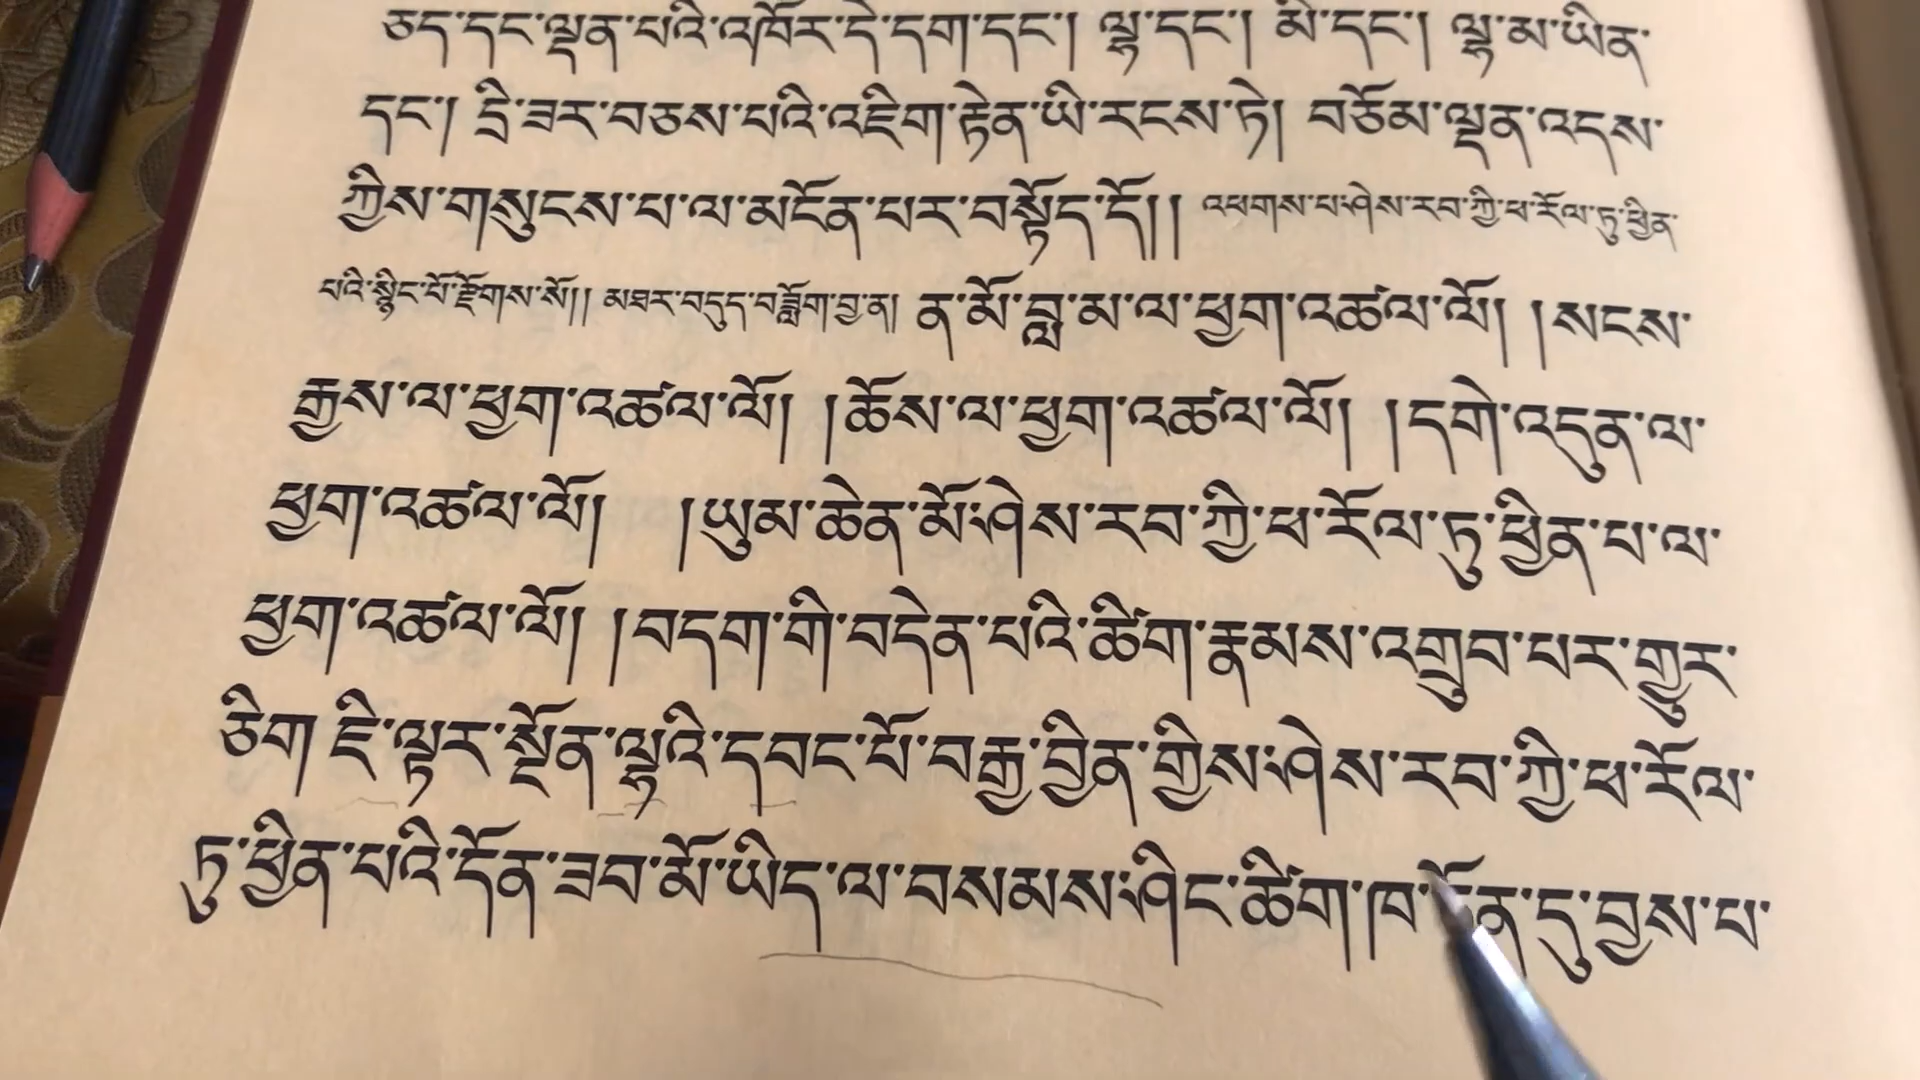 ཅད་དང་ལྡན་པའི་འཁོར་དེ་དག་དང་། ལྷ་དང་། མི་དང་། ལྷ་མ་ཡིན་
དང་། དྲི་ཟར་བཅས་པའི་འཇིག་རྟེན་ཡི་རངས་ཏེ། བཅོམ་ལྡན་འདས་
ཀྱིས་གསུངས་པ་ལ་མངོན་པར་བསྟོད་དོ།། འཕགས་པ་ཤེས་རབ་ཀྱི་ཕ་རོལ་ཏུ་ཕྱིན་
པའི་སྙིང་པོ་རྫོགས་སོ།། མཐར་བདུད་བཟློག་བྱ་ན། ན་མོ་བླ་མ་ལ་ཕྱག་འཚལ་ལོ། །སངས་
རྒྱས་ལ་ཕྱག་འཚལ་ལོ། །ཆོས་ལ་ཕྱག་འཚལ་ལོ། །དགེ་འདུན་ལ་
ཕྱག་འཚལ་ལོ། །ཡུམ་ཆེན་མོ་ཤེས་རབ་ཀྱི་ཕ་རོལ་ཏུ་ཕྱིན་པ་ལ་
ཕྱག་འཚལ་ལོ། །བདག་གི་བདེན་པའི་ཚིག་རྣམས་འགྲུབ་པར་གྱུར་
ཅིག ཇི་ལྟར་སྔོན་ལྷའི་དབང་པོ་བརྒྱ་བྱིན་གྱིས་ཤེས་རབ་ཀྱི་ཕ་རོལ་
ཏུ་ཕྱིན་པའི་དོན་ཟབ་མོ་ཡིད་ལ་བསམས་ཤིང་ཚིག་ཁ་ཏོན་དུ་བྱས་པ་